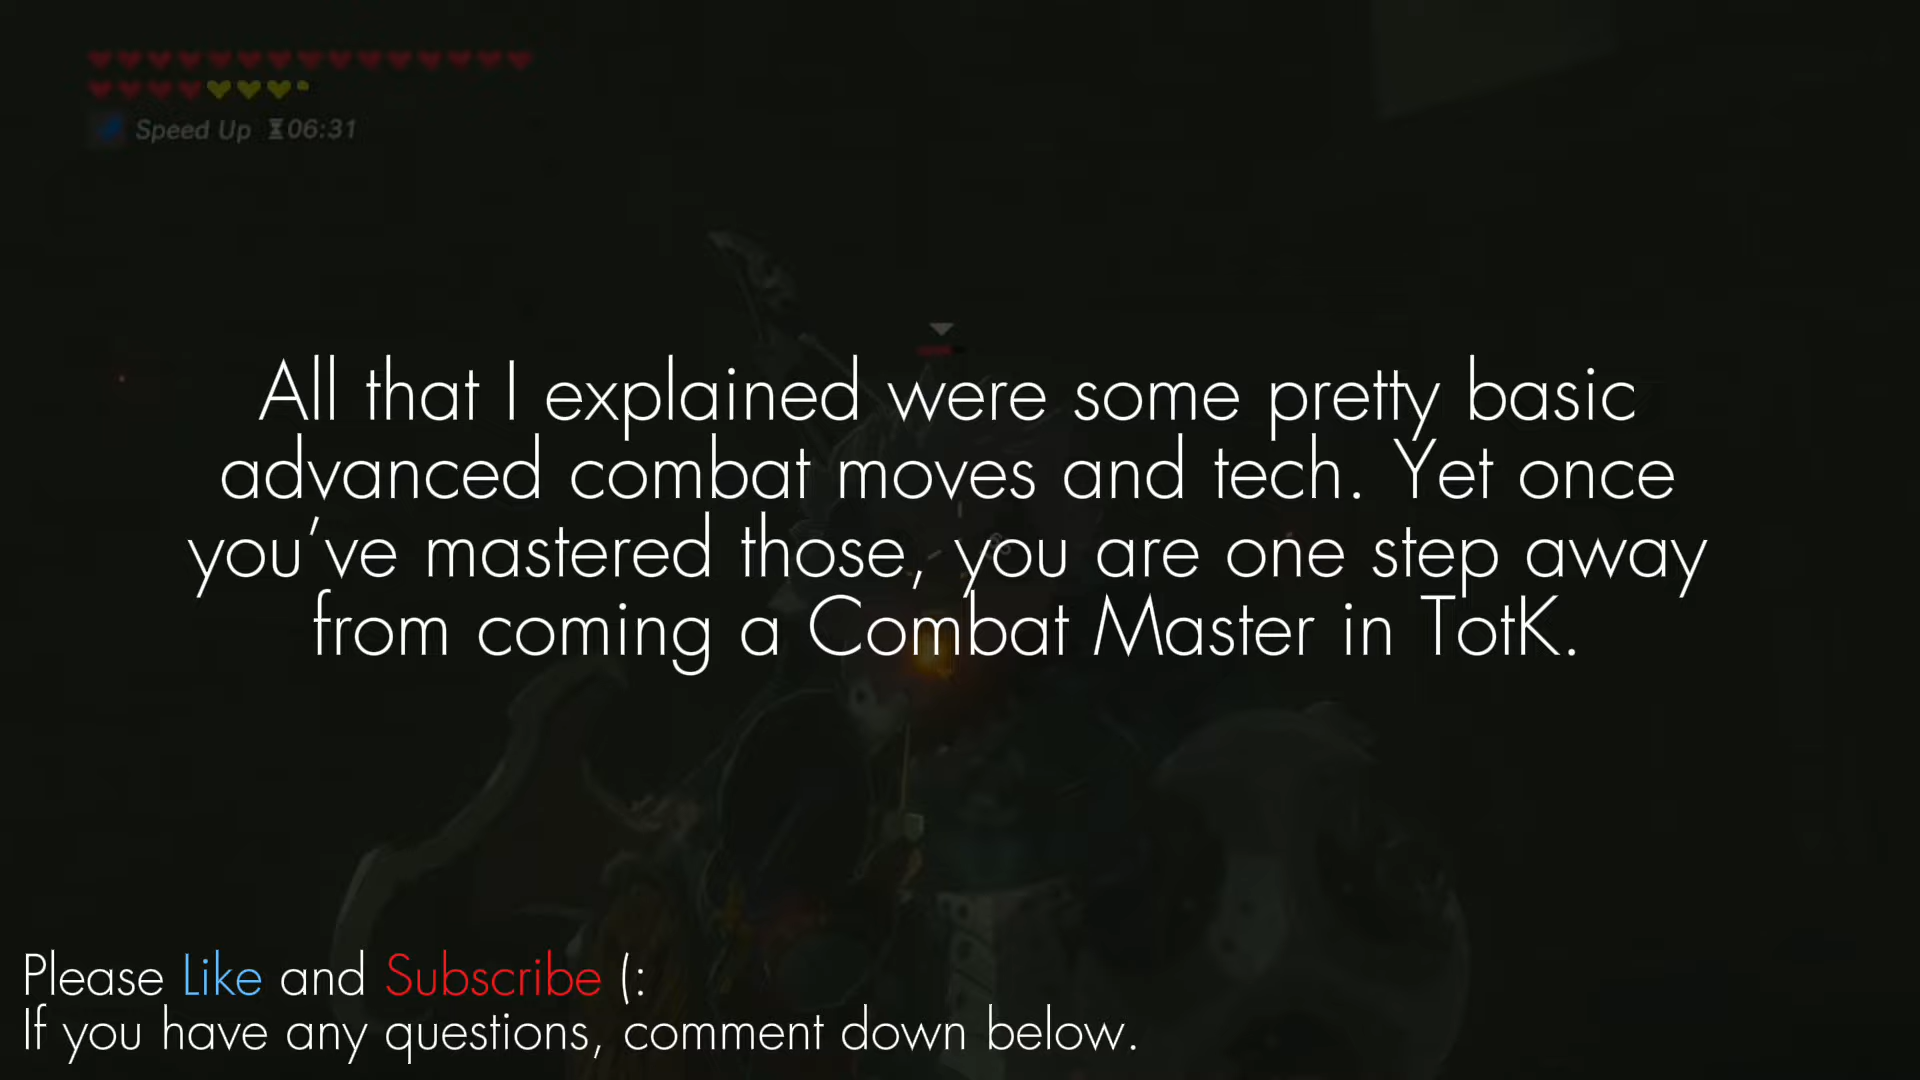 Speed Up 06:31
All that I explained were some pretty basic
advanced combat moves and tech. Yet once
you've mastered those, you are one step away
from coming a Combat Master in TotK.
Please Like and Subscribe (:
If you have any questions, comment down below.